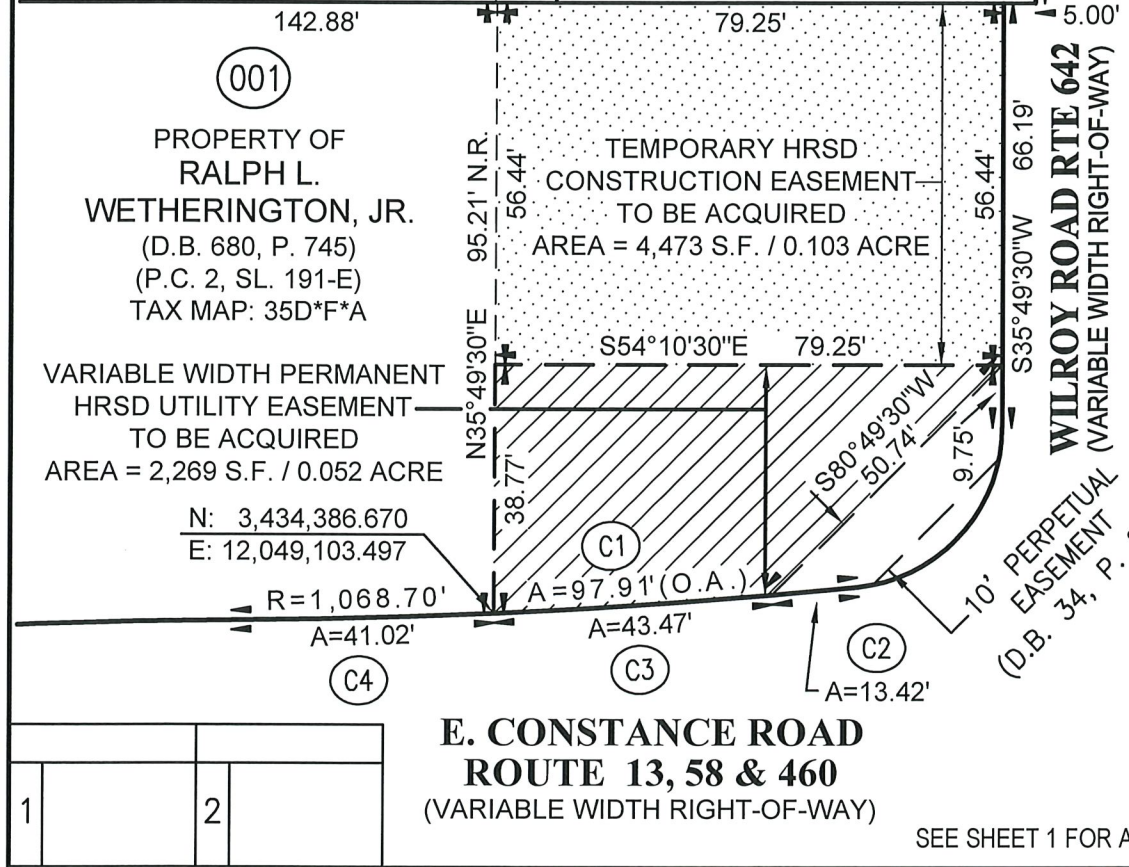 142.88'
79.25'
5.00'
001
PROPERTY OF
RALPH L.
WETHERINGTON, JR.
(D.B. 680, P. 745)
(P.C. 2, SL. 191-E)
TAX MAP: 35D*F*A
N35°49'30"E 95.21' N.R.
56.44'
TEMPORARY HRSD
CONSTRUCTION EASEMENT
TO BE ACQUIRED
AREA = 4,473 S.F. / 0.103 ACRE
56.44'
S35°49'30"W 66.19'
WILROY ROAD RTE 642
(VARIABLE WIDTH RIGHT-OF-WAY)
S54°10'30"E 79.25'
VARIABLE WIDTH PERMANENT
HRSD UTILITY EASEMENT
TO BE ACQUIRED
AREA = 2,269 S.F. / 0.052 ACRE
38.77'
S80°49'30"W
50.74'
9.75'
N: 3,434,386.670
E: 12,049,103.497
C1
R=1,068.70'
A=97.91' (O.A.)
A=41.02'
A=43.47'
C4
C3
C2
A=13.42'
10' PERPETUAL
EASEMENT
(D.B. 34, P.
E. CONSTANCE ROAD
ROUTE 13, 58 & 460
(VARIABLE WIDTH RIGHT-OF-WAY)
1
2
SEE SHEET 1 FOR A